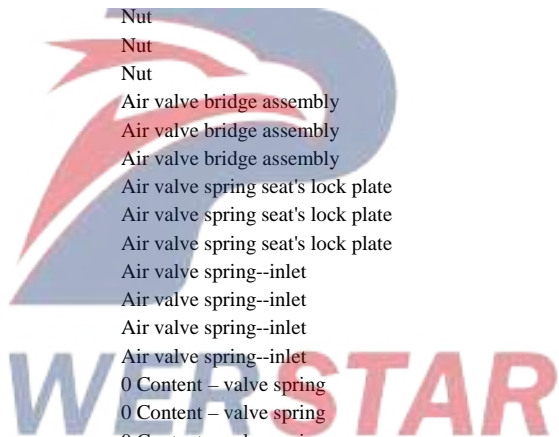 Nut
Nut
Nut
Air valve bridge assembly
Air valve bridge assembly
Air valve bridge assembly
Air valve spring seat's lock plate
Air valve spring seat's lock plate
Air valve spring seat's lock plate
Air valve spring--inlet
Air valve spring--inlet
Air valve spring--inlet
Air valve spring--inlet
0 Content – valve spring
0 Content – valve spring
WERSTAR